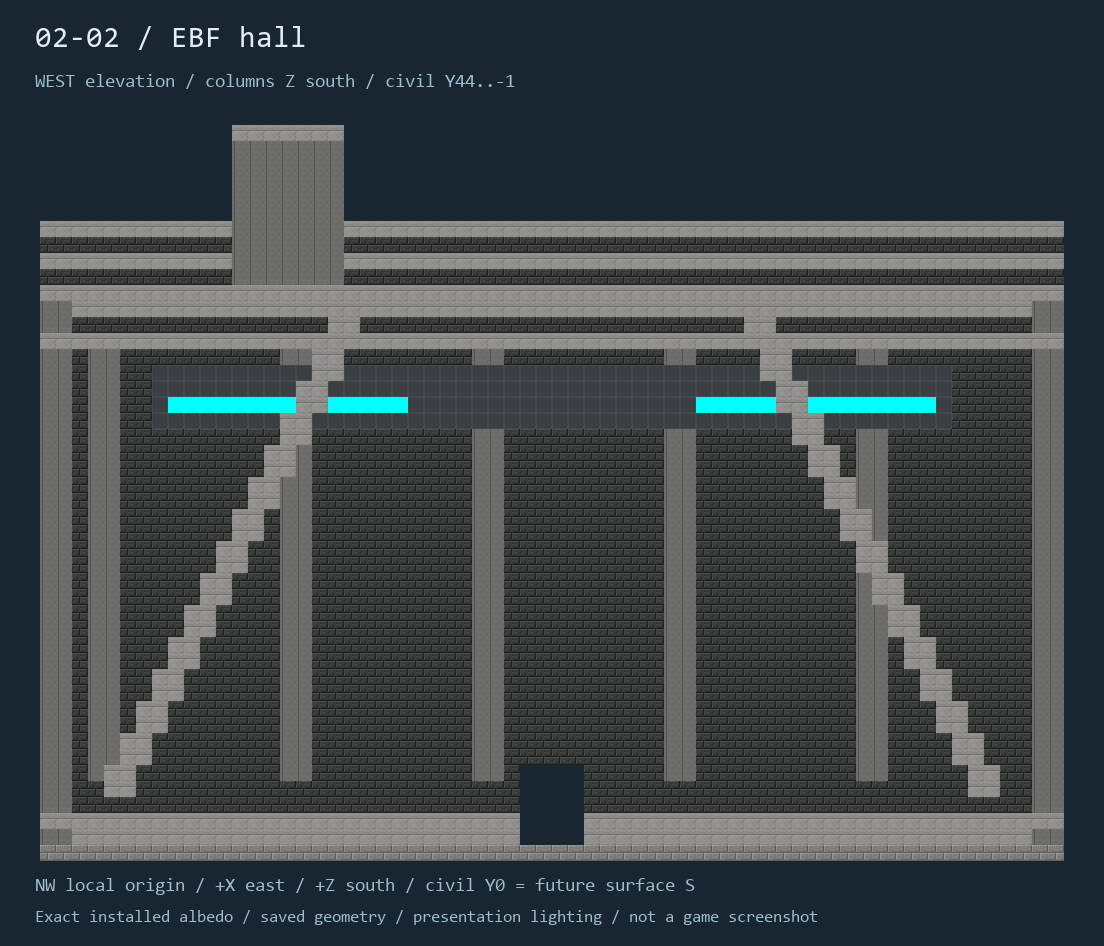 02-02 / EBF hall
WEST elevation / columns Z south / civil Y44..-1
NW local origin / +X east / +Z south / civil Y0 = future surface S
Exact installed albedo / saved geometry / presentation lighting / not a game screenshot